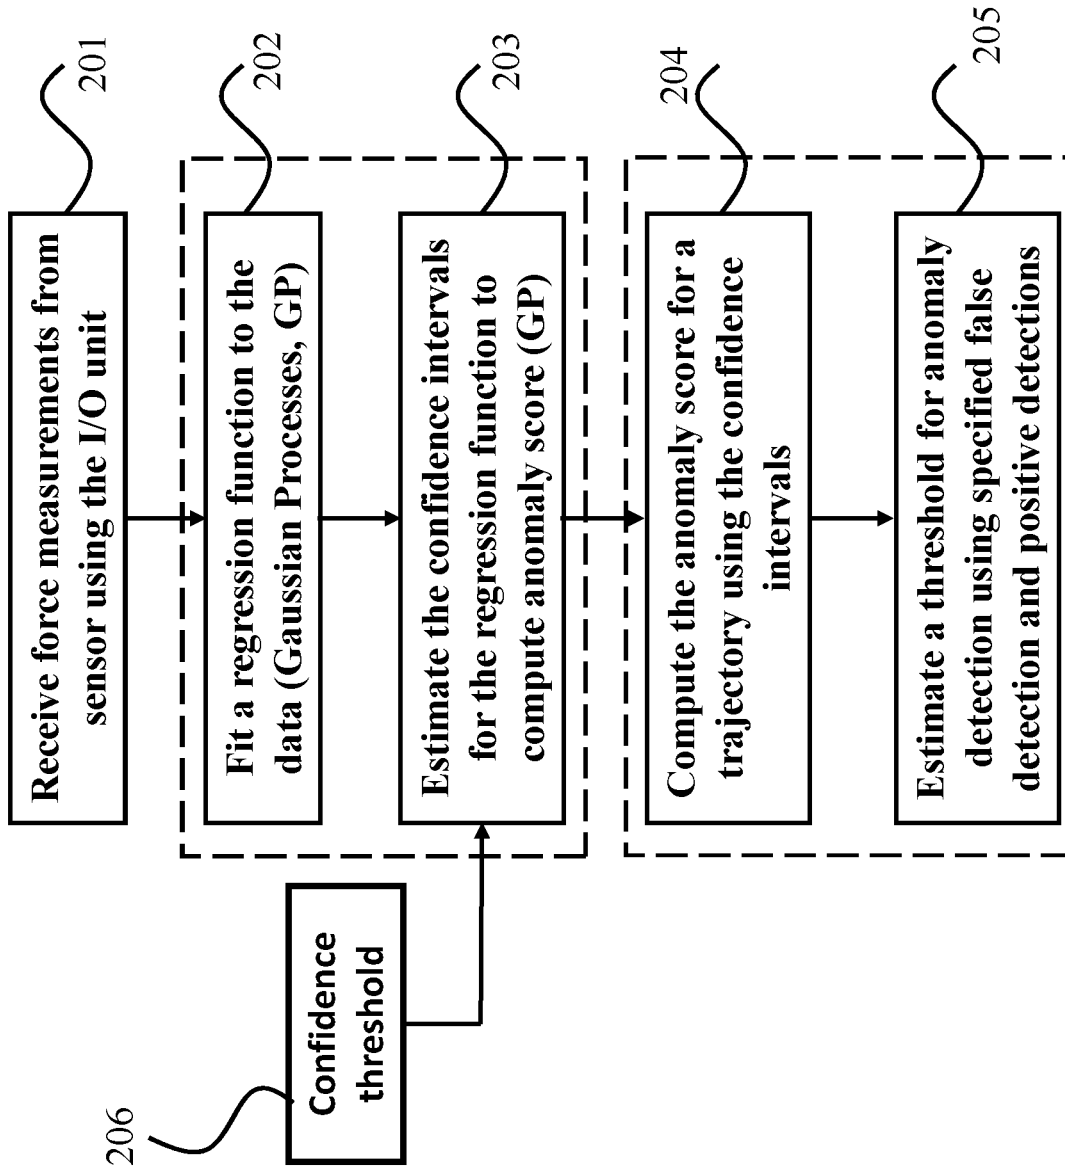 Receive force measurements from
sensor using the I/O unit
201
Fit a regression function to the
data (Gaussian Processes, GP)
202
Estimate the confidence intervals
for the regression function to
compute anomaly score (GP)
203
Confidence
threshold
206
Compute the anomaly score for a
trajectory using the confidence
intervals
204
Estimate a threshold for anomaly
detection using specified false
detection and positive detections
205